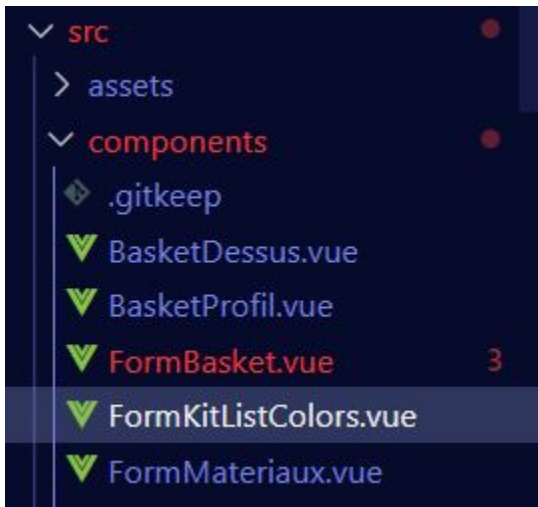 src
assets
components
.gitkeep
BasketDessus.vue
BasketProfil.vue
FormBasket.vue 3
FormKitListColors.vue
FormMateriaux.vue